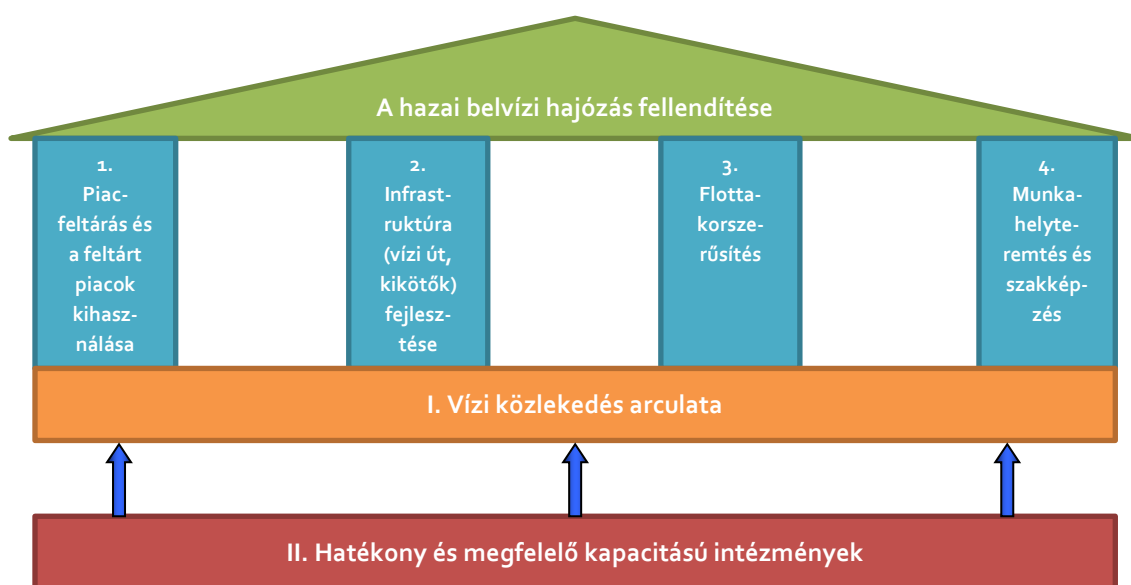 A hazai belvízi hajózás fellendítése
1.
Piac-
feltárás és
a feltárt
piacok
kihasz-
nálása
2.
Infrast-
ruktúra
(vízi út,
kikötők)
fejlesz-
tése
3.
Flotta-
korsze-
rűsítés
4.
Munka-
helyte-
remtés és
szakkép-
zés
I. Vízi közlekedés arculata
II. Hatékony és megfelelő kapacitású intézmények